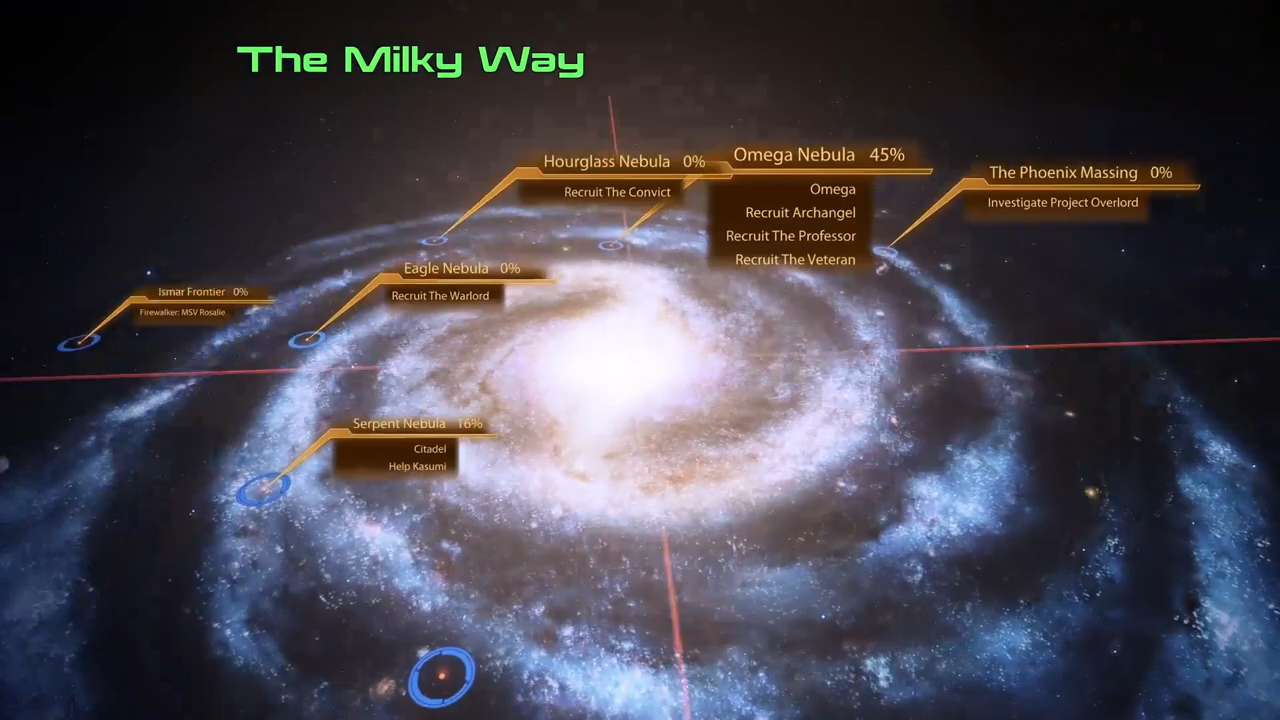 The Milky Way
Hourglass Nebula 0%
Recruit The Convict
Omega Nebula 45%
Omega
Recruit Archangel
Recruit The Professor
Recruit The Veteran
The Phoenix Massing 0%
Investigate Project Overlord
Eagle Nebula 0%
Recruit The Warlord
Ismar Frontier 0%
Firewalker: MSV Rosalie
Serpent Nebula 16%
Citadel
Help Kasumi